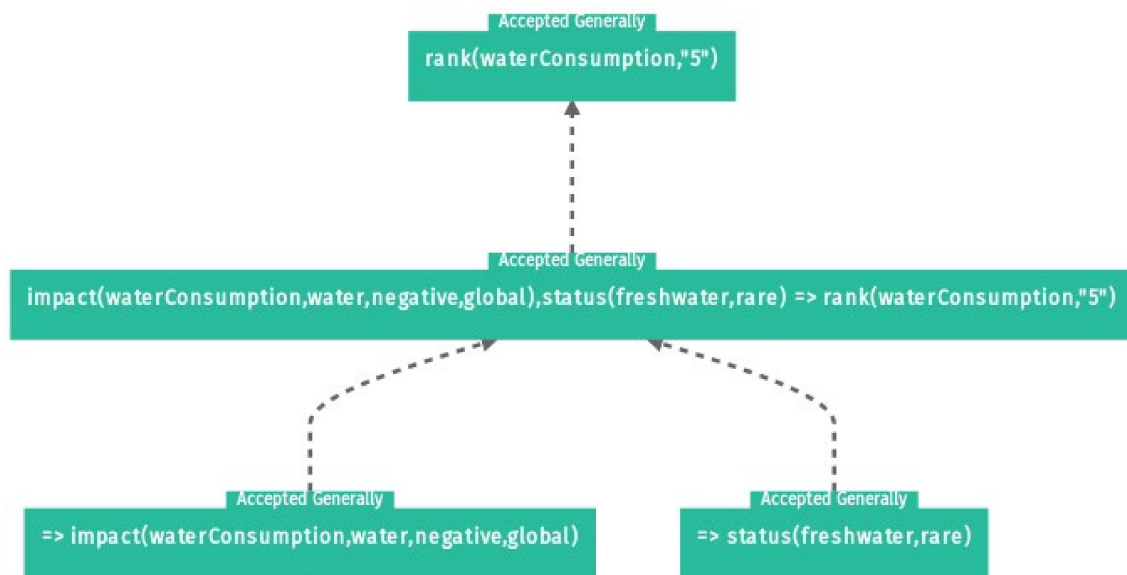 Accepted Generally
rank(waterConsumption,"5")
Accepted Generally
impact(waterConsumption,water,negative,global),status(freshwater,rare) => rank(waterConsumption,"5")
Accepted Generally
=> impact(waterConsumption,water,negative,global)
Accepted Generally
=> status(freshwater,rare)